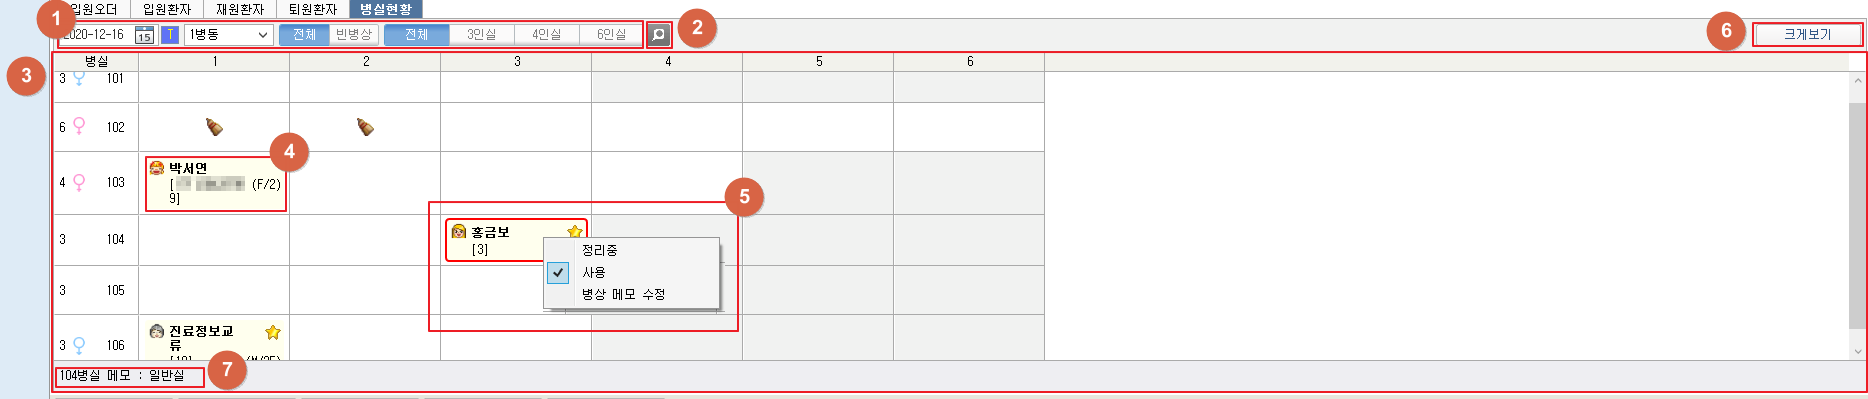 입원오더 입원환자 재원환자 퇴원환자 병실현황
1
2020-12-16 15 T 1병동 전체 빈병상 전체 3인실 4인실 6인실
2
6
크게보기
3
병실 1 2 3 4 5 6
3 101
6 102
4
박서연
4 103
[ (F/2)
9]
5
3 104
홍금보
[3]
정리중
사용
병상 메모 수정
3 105
3 106
진료정보교
류
7
104병실 메모 : 일반실